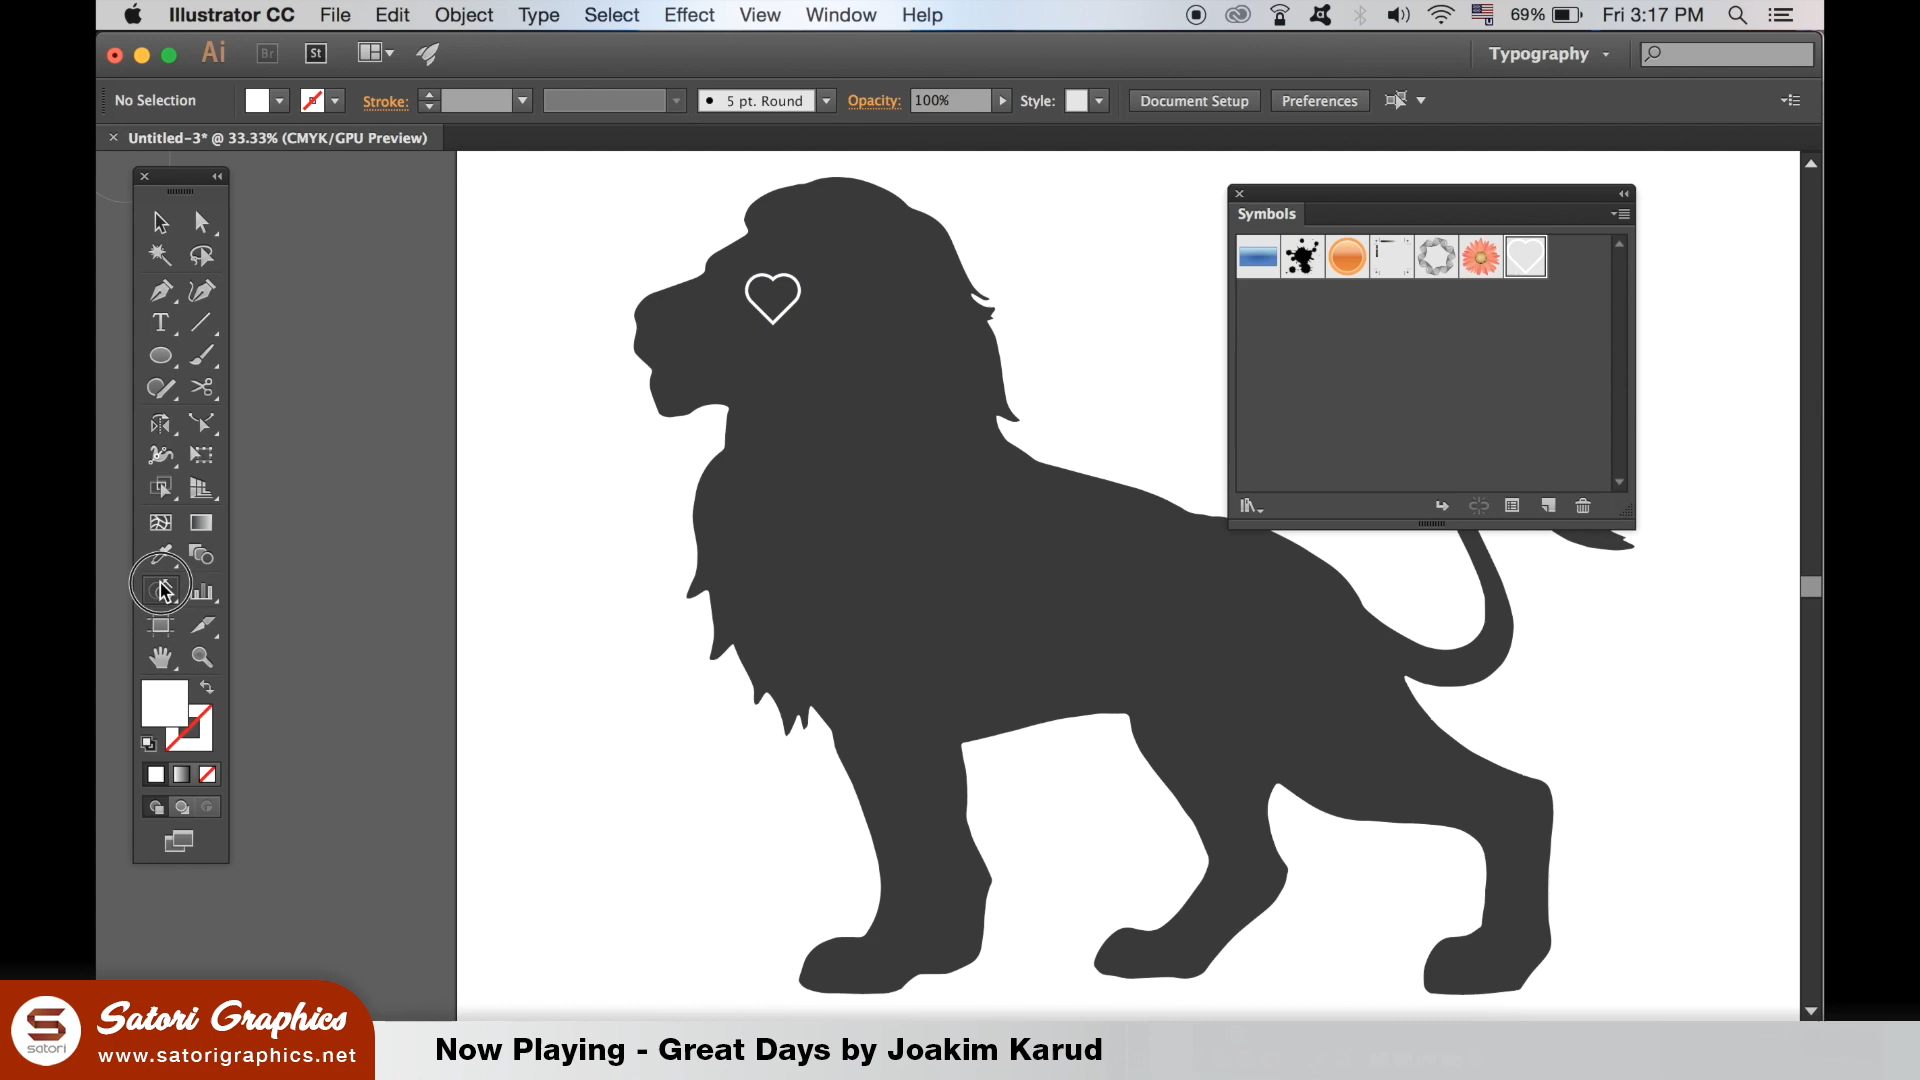 Illustrator CC File Edit Object Type Select Effect View Window Help 69% Fri 3:17 PM
Ai Br St Typography
No Selection Stroke: 5 pt. Round Opacity: 100% Style: Document Setup Preferences
× Untitled-3* @ 33.33% (CMYK/GPU Preview)
Symbols
T
Satori Graphics
www.satorigraphics.net
S
satori
Now Playing - Great Days by Joakim Karud